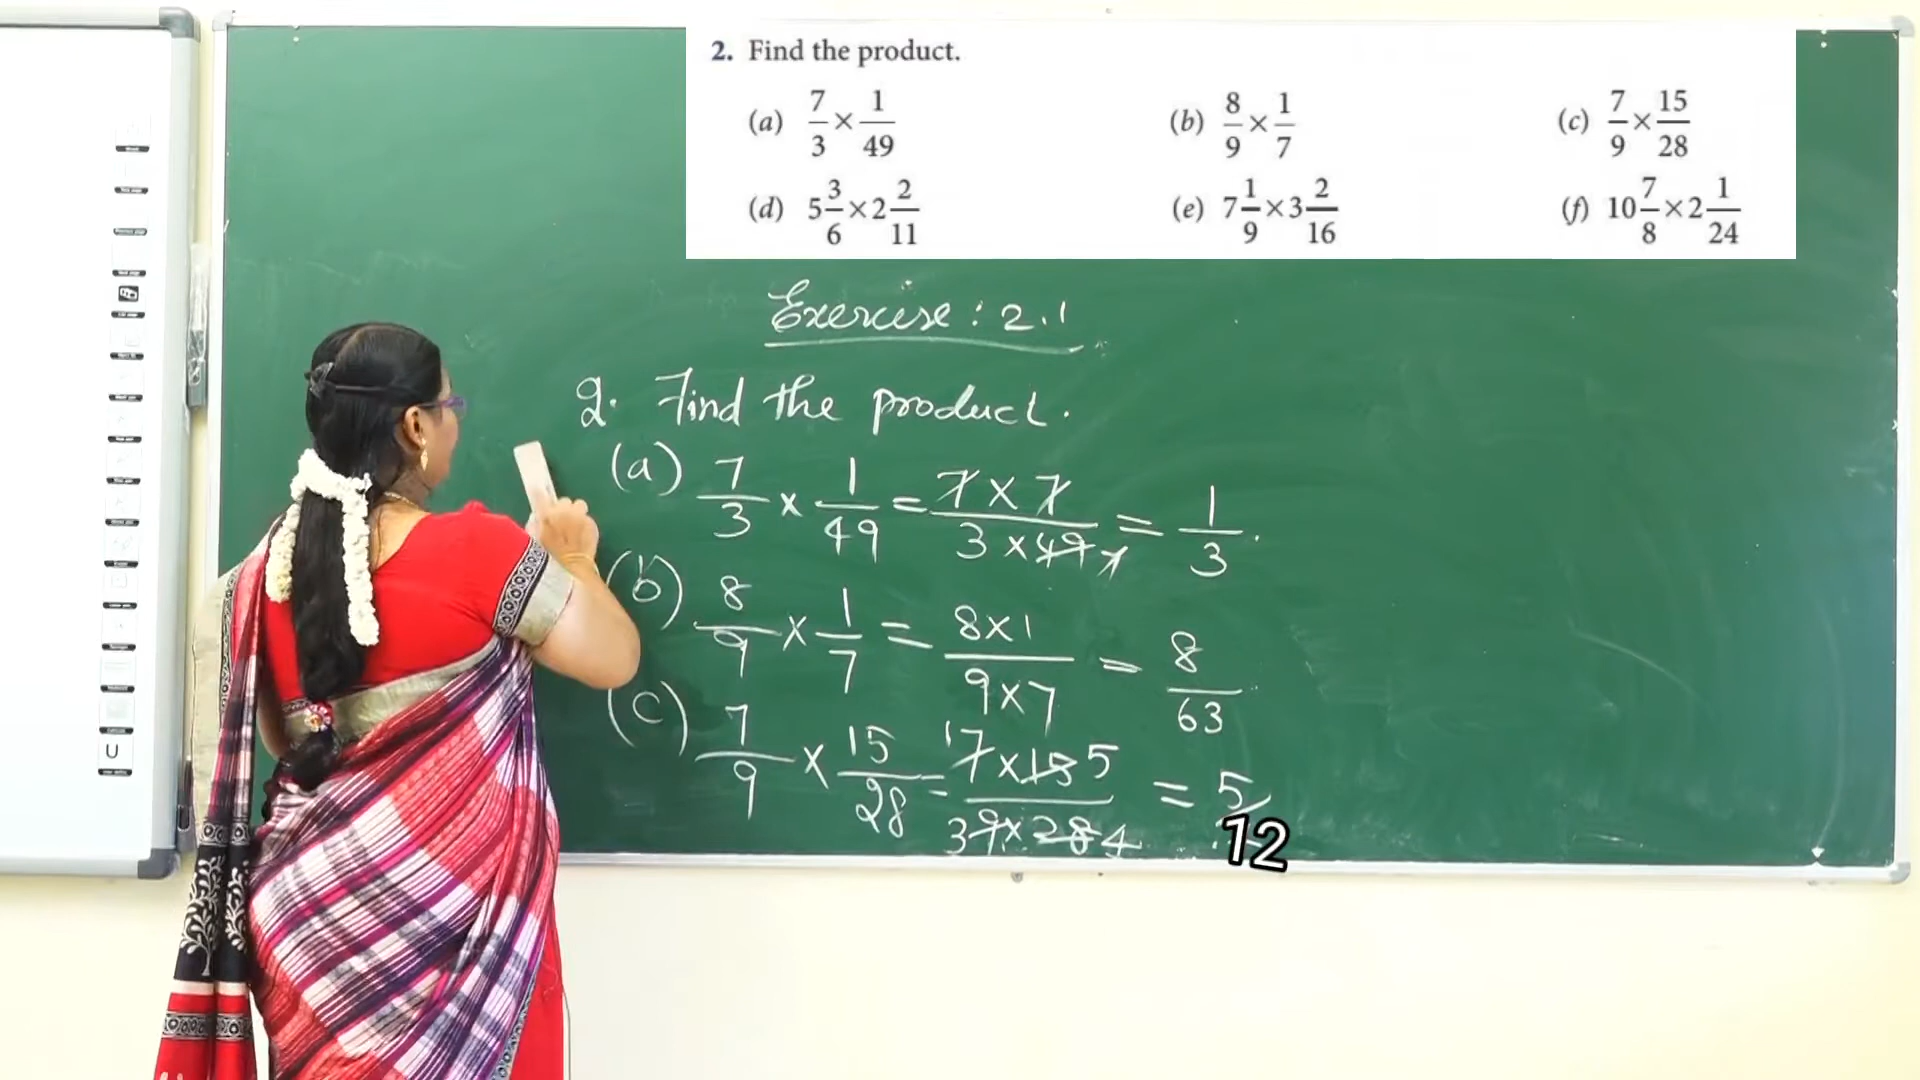 2. Find the product.
(a) 7/3 × 1/49 (b) 8/9 × 1/7 (c) 7/9 × 15/28
(d) 5 3/6 × 2 2/11 (e) 7 1/9 × 3 2/16 (f) 10 7/8 × 2 1/24
Exercise : 2.1
2. Find the product.
(a) 7/3 × 1/49 = 7 × 7 / 3 × 49 1 = 1/3.
(b) 8/9 × 1/7 = 8×1 / 9×7 = 8/63
(c) 7/9 × 15/28 = 1 7 × 15 5 / 3 9 × 28 4 = 5/12
U